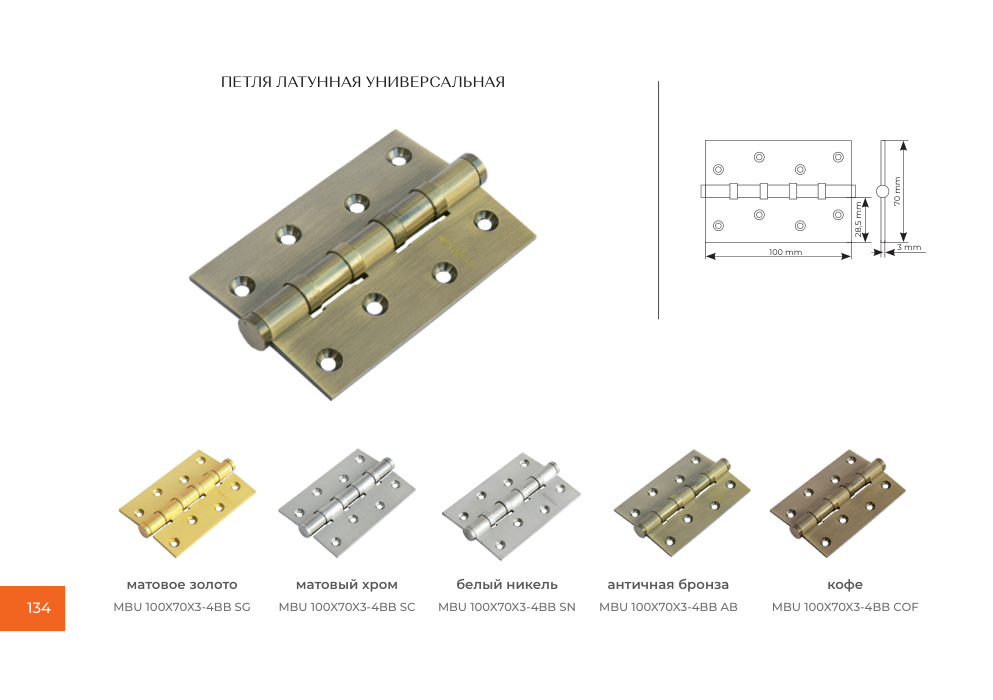 ПЕТЛЯ ЛАТУННАЯ УНИВЕРСАЛЬНАЯ
28,5 mm
70 mm
100 mm
3 mm
матовое золото
MBU 100X70X3-4BB SG
матовый хром
MBU 100X70X3-4BB SC
белый никель
MBU 100X70X3-4BB SN
античная бронза
MBU 100X70X3-4BB AB
кофе
MBU 100X70X3-4BB COF
134